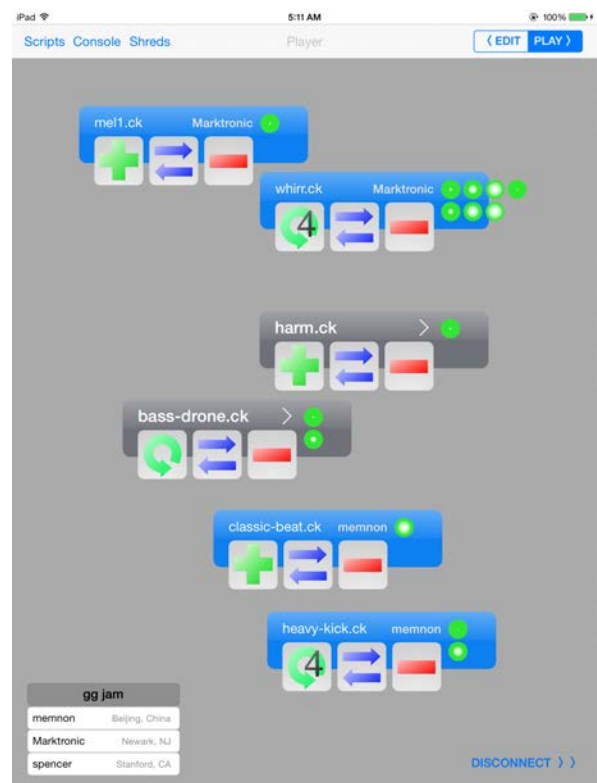 iPad 5:11 AM 100%
Scripts Console Shreds Player 〈 EDIT PLAY 〉
mel1.ck Marktronic
whirr.ck Marktronic
4
harm.ck
bass-drone.ck
classic-beat.ck memnon
heavy-kick.ck memnon
4
gg jam
memnon Beijing, China
Marktronic Newark, NJ
spencer Stanford, CA
DISCONNECT 〉〉